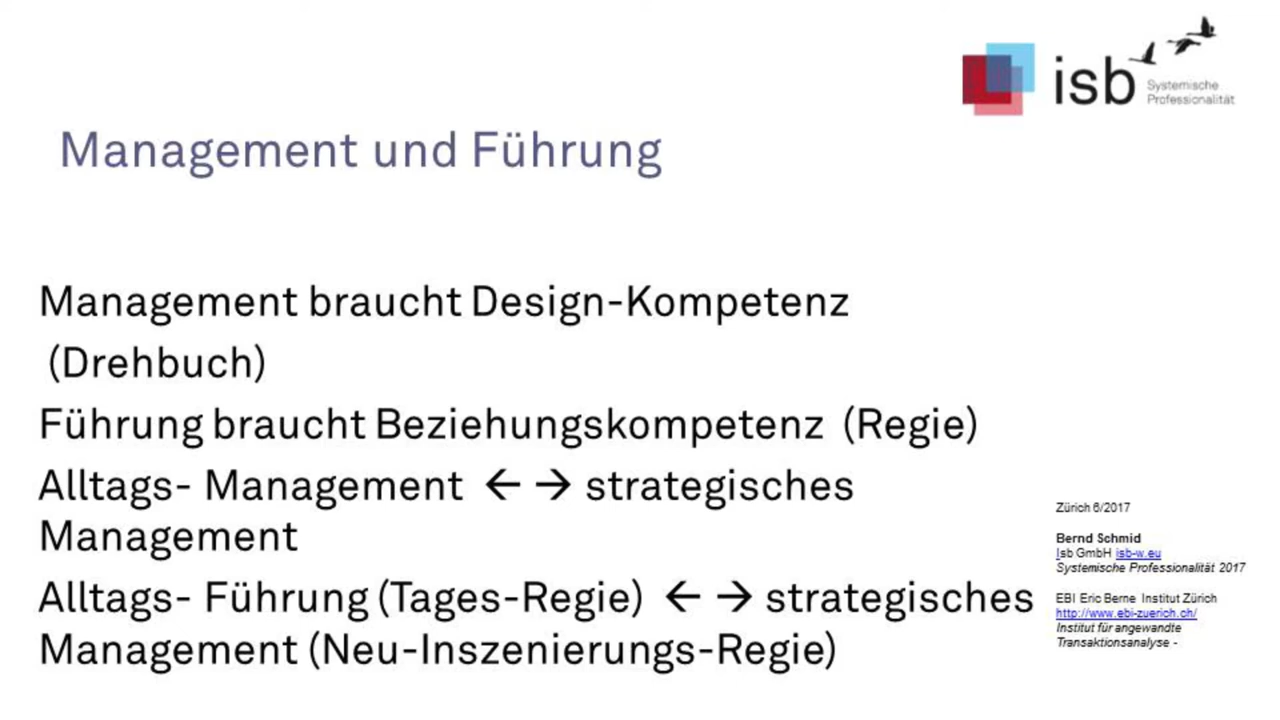 isb
Systemische
Professionalität
Management und Führung
Management braucht Design-Kompetenz
(Drehbuch)
Führung braucht Beziehungskompetenz (Regie)
Alltags- Management ← → strategisches
Management
Alltags- Führung (Tages-Regie) ← → strategisches
Management (Neu-Inszenierungs-Regie)
Zürich 6/2017
Bernd Schmid
Isb GmbH isb-w.eu
Systemische Professionalität 2017
EBI Eric Berne Institut Zürich
http://www.ebi-zuerich.ch/
Institut für angewandte
Transaktionsanalyse -